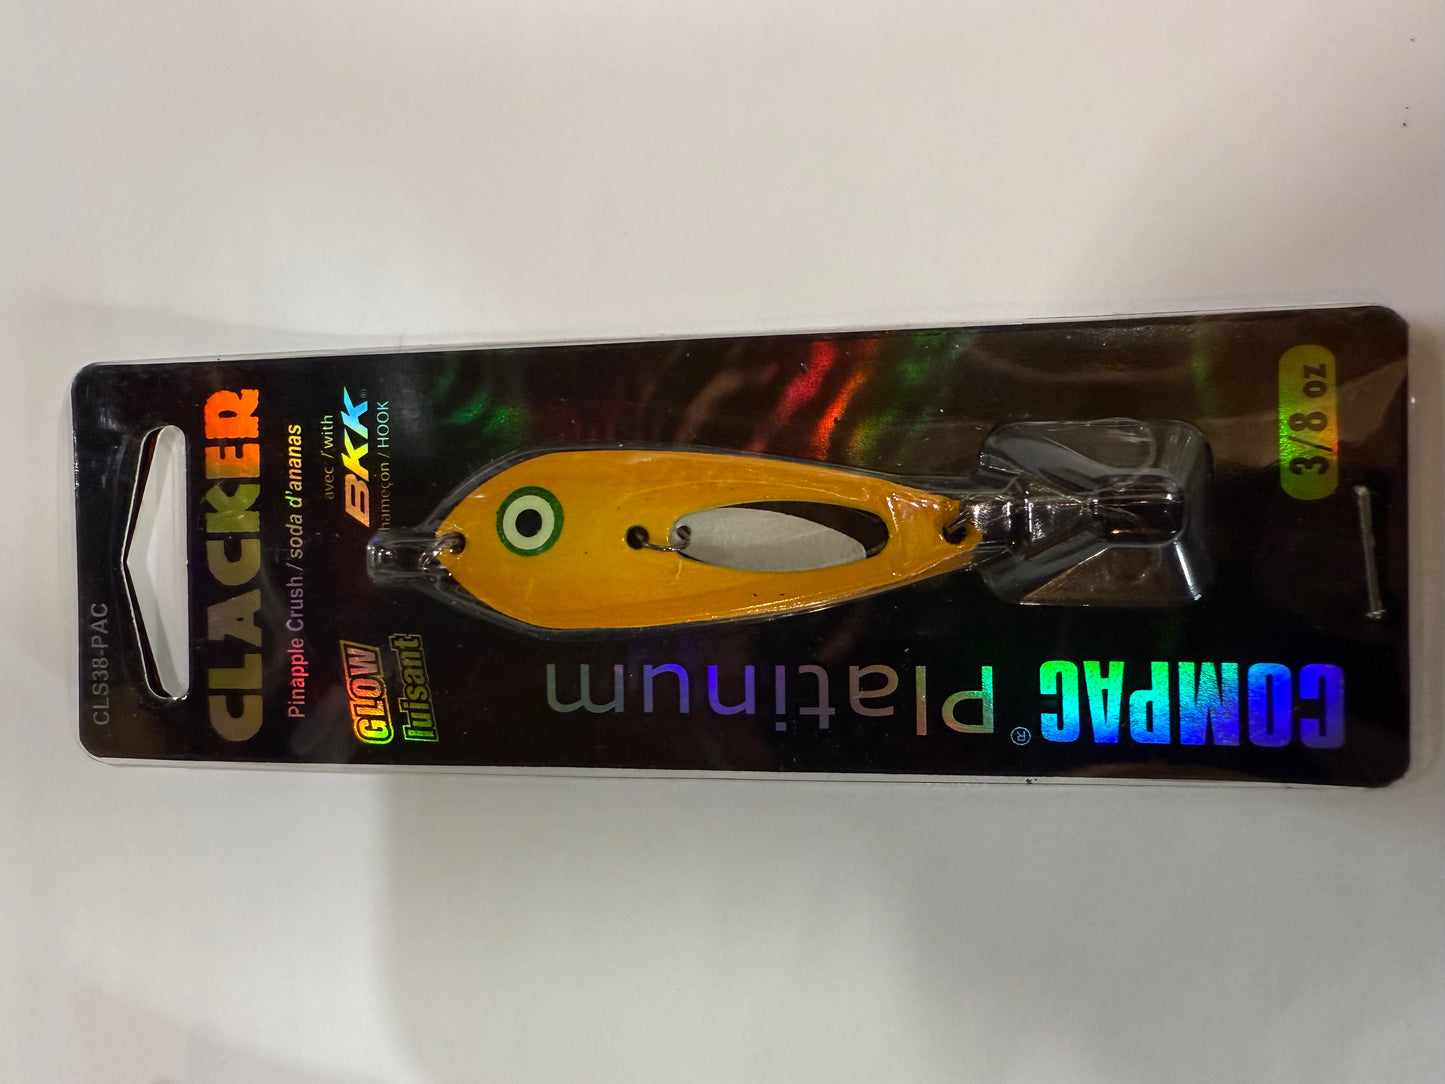 CLS38-PAC
CLACKER
Pinapple Crush / soda d'ananas
avec / with
BKK®
hameçon / HOOK
GLOW
luisant
COMPAC® Platinum
3/8 oz